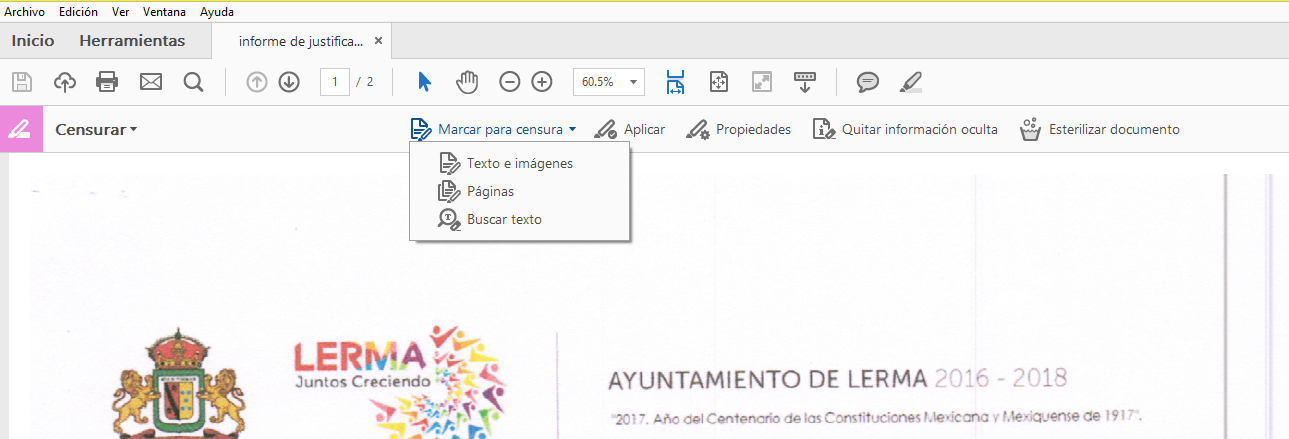 Archivo Edición Ver Ventana Ayuda
Inicio Herramientas informe de justifica... ×
1 / 2 60.5%
Censurar Marcar para censura Aplicar Propiedades Quitar información oculta Esterilizar documento
Texto e imágenes
Páginas
Buscar texto
LERMA
Juntos Creciendo
AYUNTAMIENTO DE LERMA 2016 - 2018
"2017. Año del Centenario de las Constituciones Mexicana y Mexiquense de 1917".